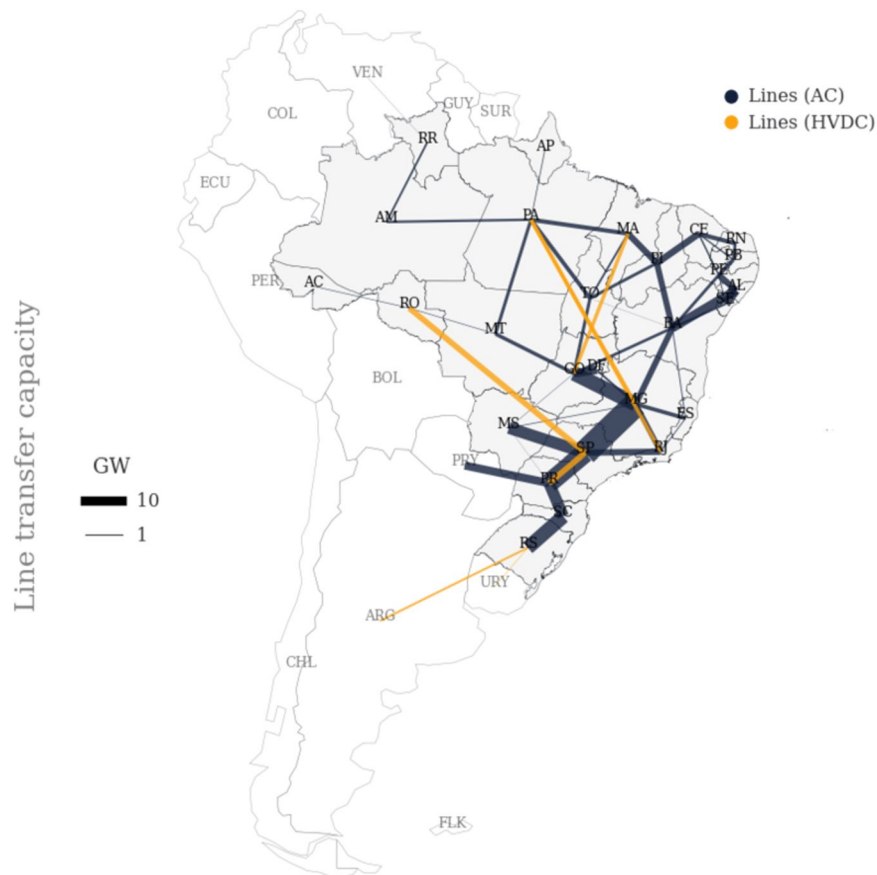 VEN
COL
GUY
SUR
ECU
RR
AP
Lines (AC)
Lines (HVDC)
AM
PA
MA
CE
RN
PI
PB
PE
AL
SE
PER
AC
RO
TO
MT
BA
GO
DF
BOL
MG
MS
ES
SP
RJ
PRY
PR
SC
RS
URY
ARG
CHL
FLK
Line transfer capacity
GW
10
1